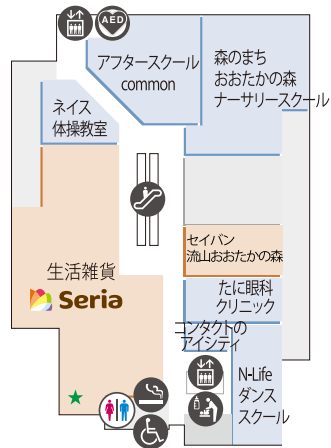 AED
アフタースクール
common
森のまち
おおたかの森
ナーサリースクール
ネイス
体操教室
セイバン
流山おおたかの森
生活雑貨
Seria
たに眼科
クリニック
コンタクトの
アイシティ
N-Life
ダンス
スクール